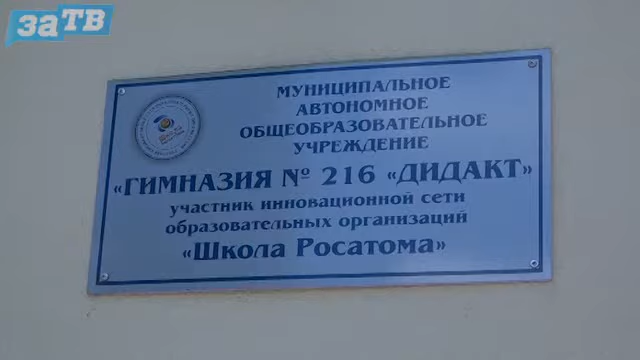 заТВ
МУНИЦИПАЛЬНОЕ
АВТОНОМНОЕ
ОБЩЕОБРАЗОВАТЕЛЬНОЕ
УЧРЕЖДЕНИЕ
«ГИМНАЗИЯ № 216 «ДИДАКТ»
участник инновационной сети
образовательных организаций
«Школа Росатома»